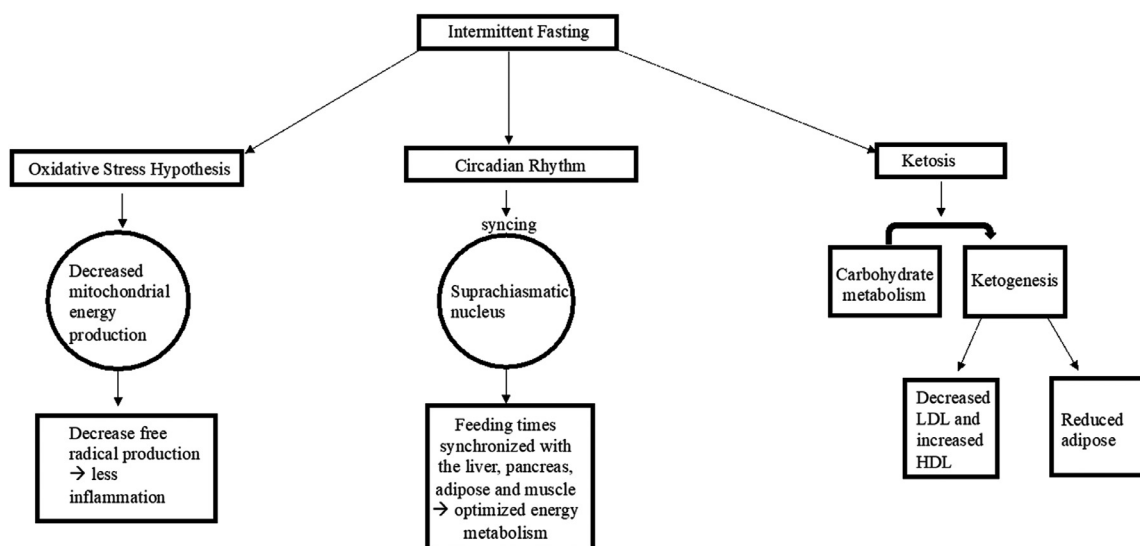 Intermittent Fasting
Oxidative Stress Hypothesis
Circadian Rhythm
Ketosis
syncing
Decreased
mitochondrial
energy
production
Suprachiasmatic
nucleus
Carbohydrate
metabolism
Ketogenesis
Decrease free
radical production
→ less
inflammation
Feeding times
synchronized with
the liver, pancreas,
adipose and muscle
→ optimized energy
metabolism
Decreased
LDL and
increased
HDL
Reduced
adipose